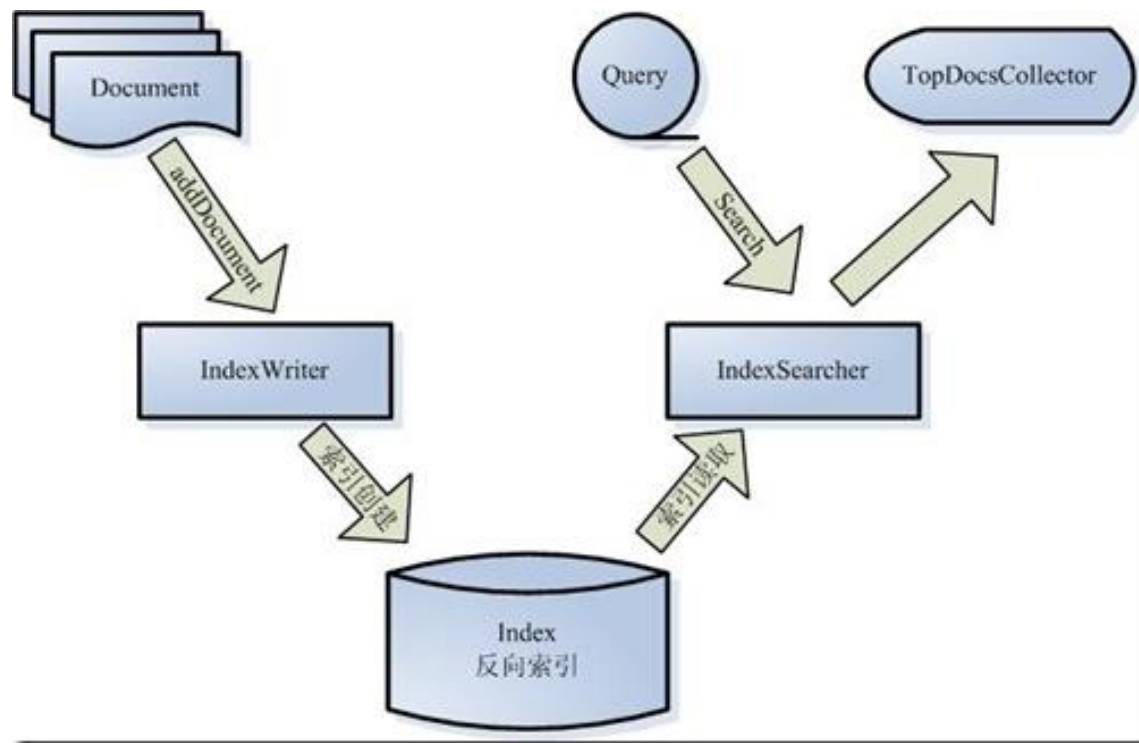 Document
Query
TopDocsCollector
addDocument
Search
IndexWriter
IndexSearcher
索引创建
索引读取
Index
反向索引